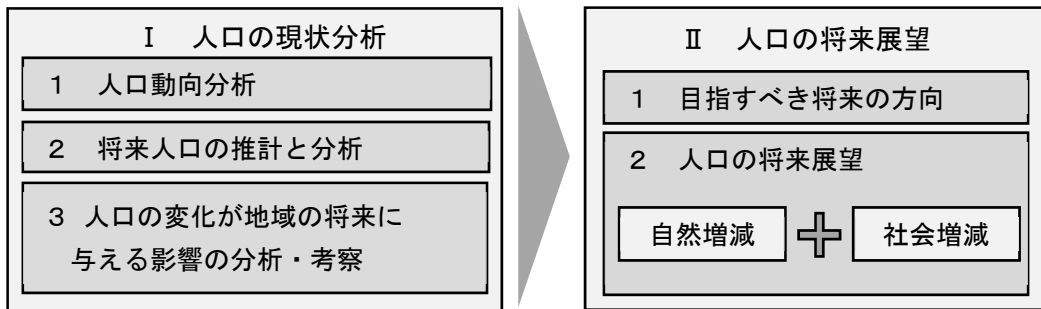 Ⅰ　人口の現状分析
１　人口動向分析
２　将来人口の推計と分析
３　人口の変化が地域の将来に
与える影響の分析・考察
Ⅱ　人口の将来展望
１　目指すべき将来の方向
２　人口の将来展望
自然増減
社会増減